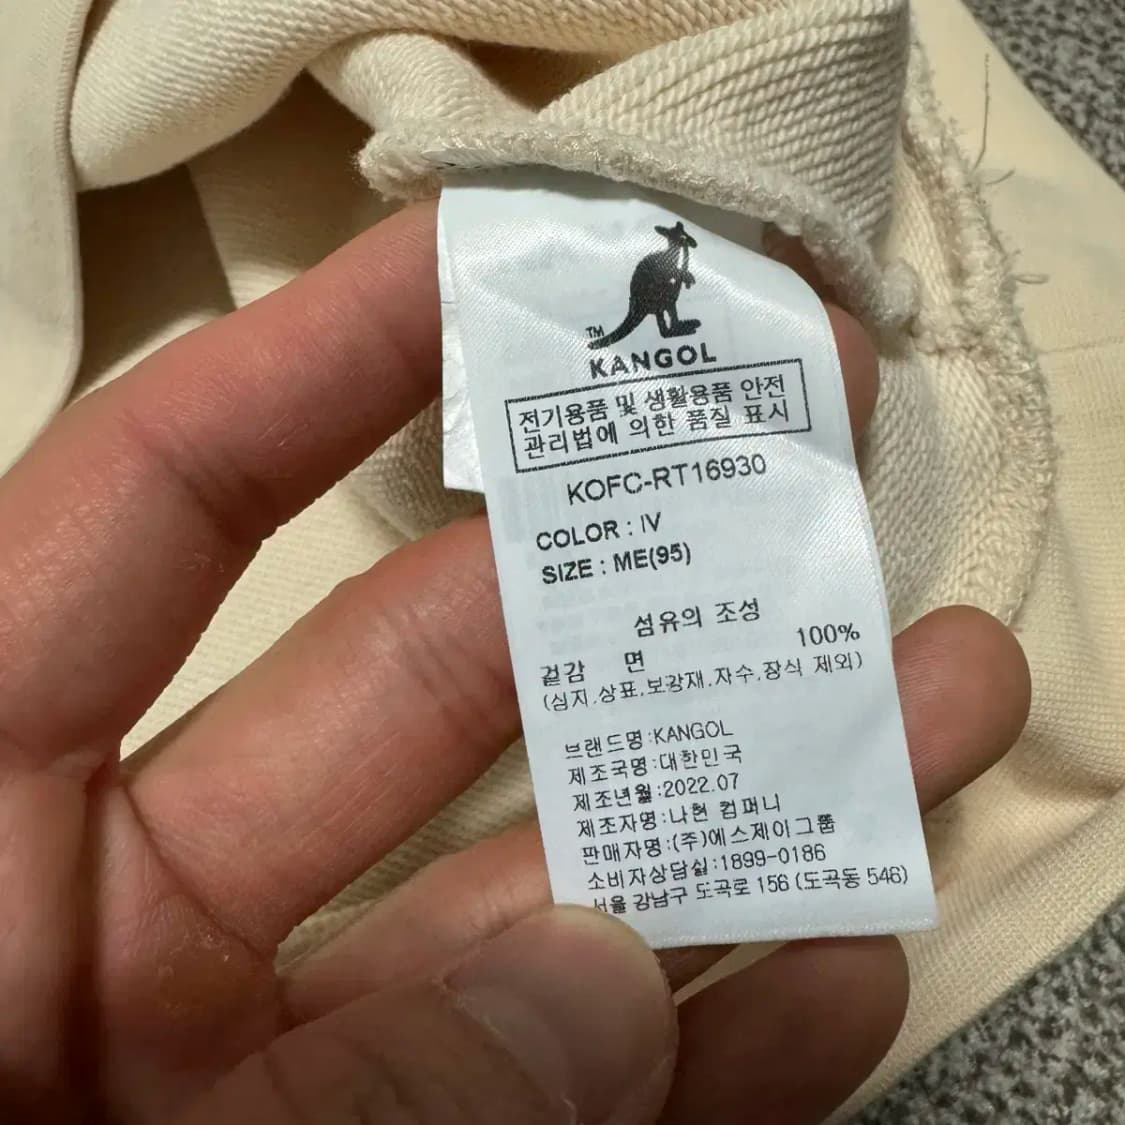 TM
KANGOL
전기용품 및 생활용품 안전
관리법에 의한 품질 표시
KOFC-RT16930
COLOR : IV
SIZE : ME(95)
섬유의 조성
겉감 면 100%
(심지,상표,보강재,자수,장식 제외)
브랜드명:KANGOL
제조국명:대한민국
제조년월:2022.07
제조자명:나현 컴퍼니
판매자명:(주)에스제이그룹
소비자상담실:1899-0186
서울 강남구 도곡로 156 (도곡동 546)